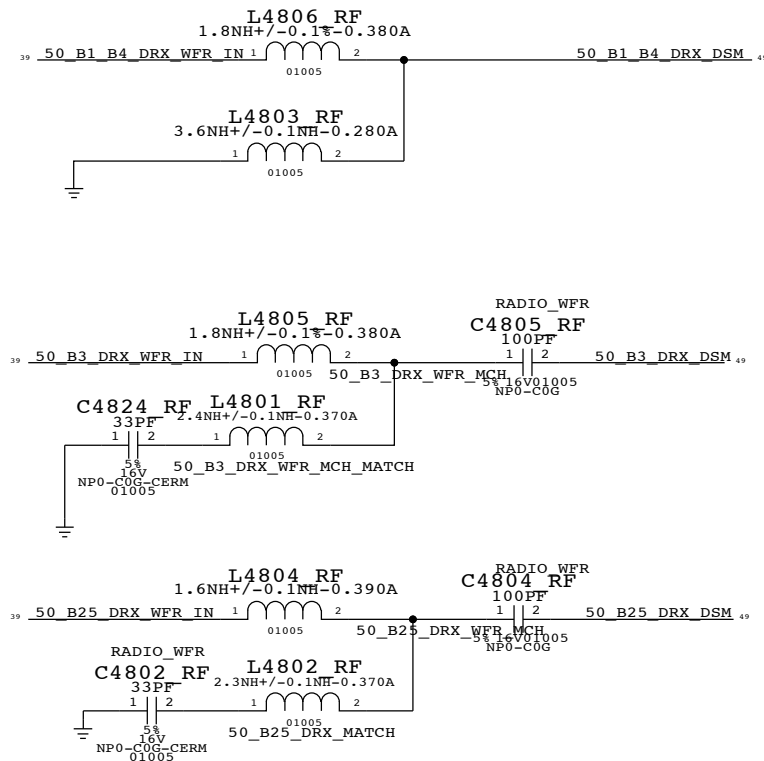 L4806_RF
1.8NH+/-0.1%-0.380A
39 50_B1_B4_DRX_WFR_IN 1 2 50_B1_B4_DRX_DSM
01005
L4803_RF
3.6NH+/-0.1NH-0.280A
1 2
01005
RADIO_WFR
L4805_RF C4805_RF
1.8NH+/-0.1%-0.380A 100PF
39 50_B3_DRX_WFR_IN 1 2 1 2 50_B3_DRX_DSM 49
01005 50_B3_DRX_WFR_MCH 5% 16V01005
NP0-C0G
C4824_RF L4801_RF
33PF 2.4NH+/-0.1NH-0.370A
1 2 1 2
01005
5% 50_B3_DRX_WFR_MCH_MATCH
16V
NP0-C0G-CERM
01005
RADIO_WFR
L4804_RF C4804_RF
1.6NH+/-0.1NH-0.390A 100PF
39 50_B25_DRX_WFR_IN 1 2 1 2 50_B25_DRX_DSM 49
01005 50_B25_DRX_WFR_MCH 5% 16V01005
NP0-C0G
RADIO_WFR
C4802_RF L4802_RF
33PF 2.3NH+/-0.1NH-0.370A
1 2 1 2
01005
5% 50_B25_DRX_MATCH
16V
NP0-C0G-CERM
01005